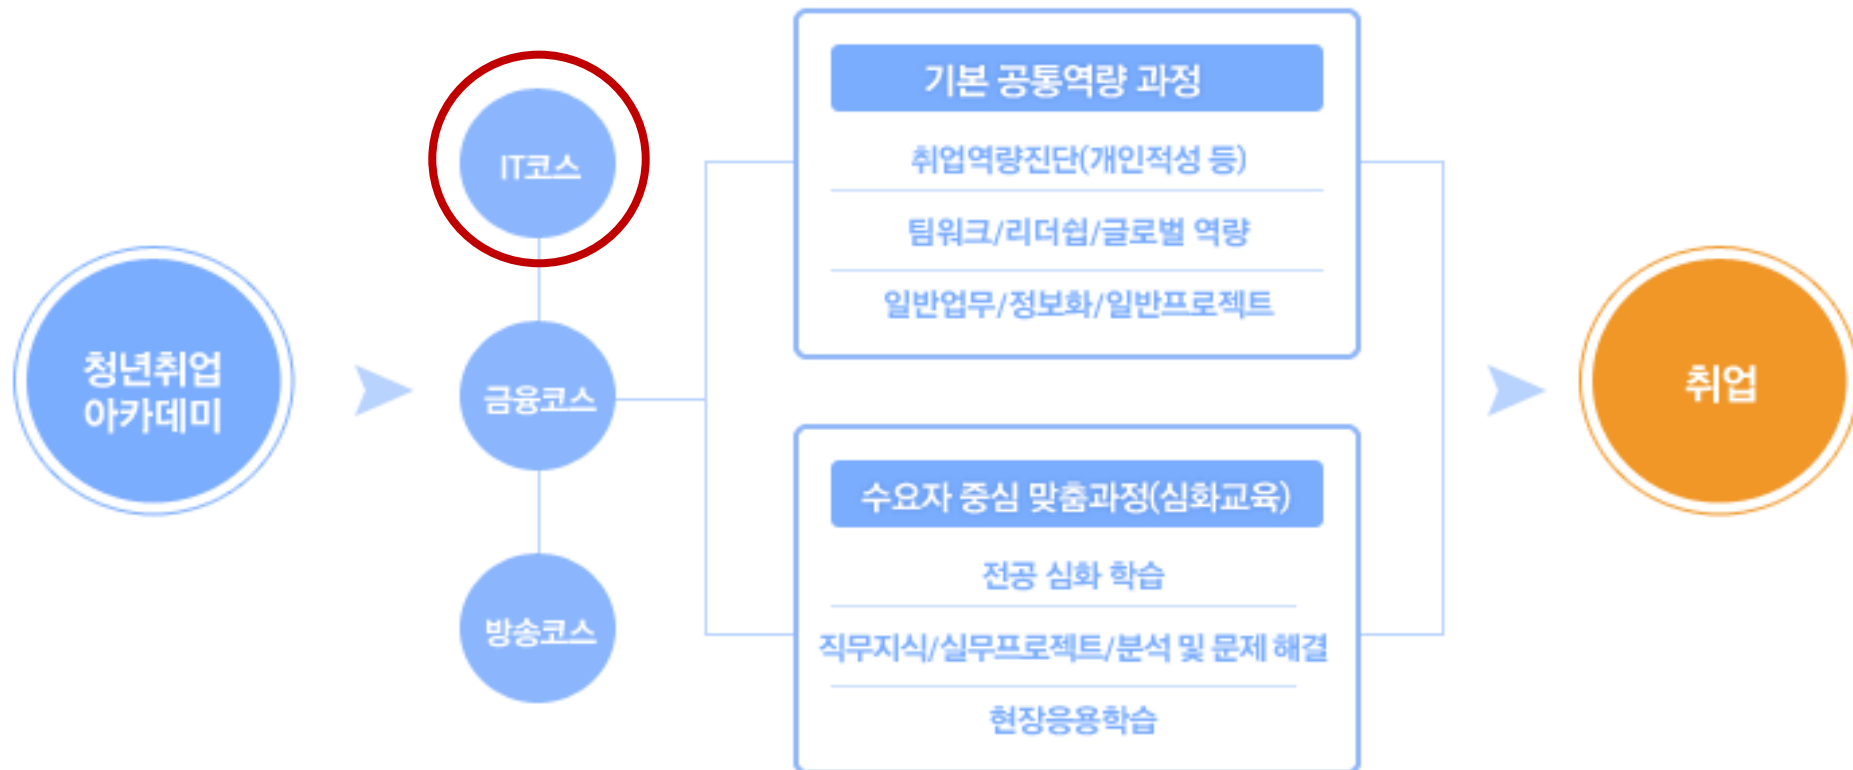 청년취업
아카데미
IT코스
금융코스
방송코스
기본 공통역량 과정
취업역량진단(개인적성 등)
팀워크/리더쉽/글로벌 역량
일반업무/정보화/일반프로젝트
수요자 중심 맞춤과정(심화교육)
전공 심화 학습
직무지식/실무프로젝트/분석 및 문제 해결
현장응용학습
취업